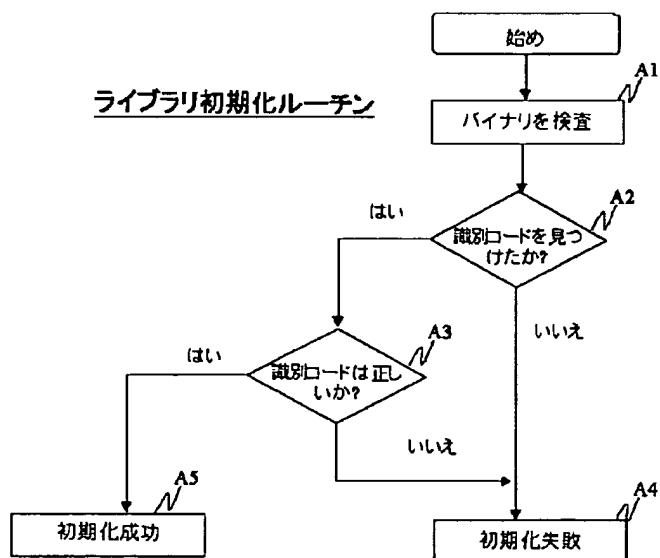 始め
ライブラリ初期化ルーチン
A1
バイナリを検査
A2
はい
識別コードを見つ
けたか?
いいえ
A3
はい
識別コードは正し
いか?
いいえ
A5
初期化成功
A4
初期化失敗